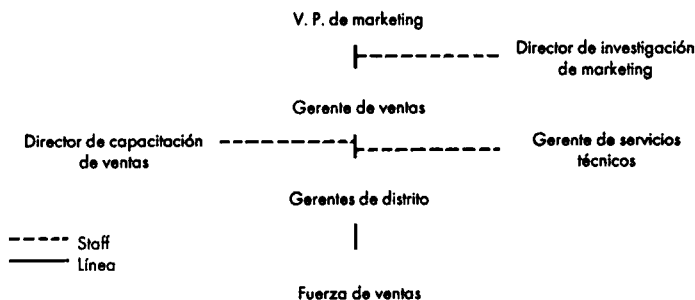 V. P. de marketing
Director de investigación
de marketing
Gerente de ventas
Director de capacitación
de ventas
Gerente de servicios
técnicos
Gerentes de distrito
Staff
Línea
Fuerza de ventas